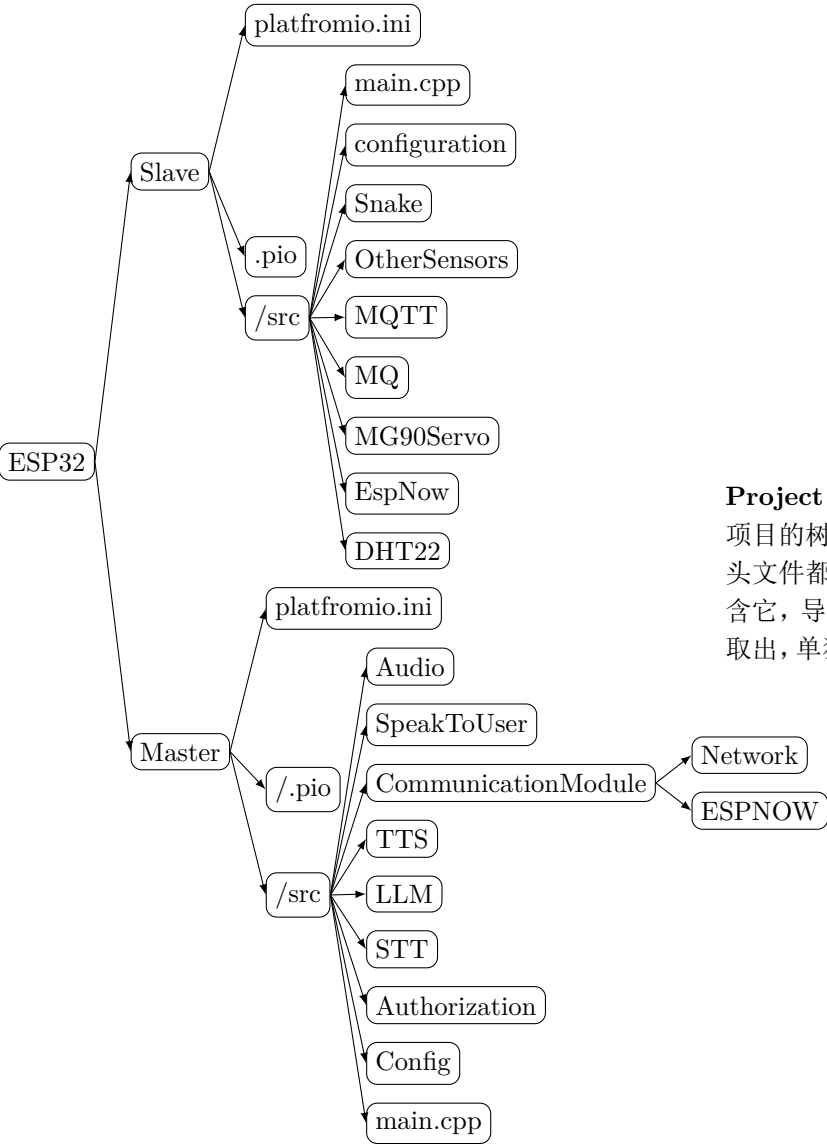 platfromio.ini
main.cpp
configuration
Slave
Snake
.pio
OtherSensors
/src
MQTT
MQ
MG90Servo
ESP32
EspNow
DHT22
Project
项目的树
头文件都
含它，导
取出，单
platfromio.ini
Audio
SpeakToUser
Master
Network
/.pio
CommunicationModule
ESPNOW
TTS
/src
LLM
STT
Authorization
Config
main.cpp